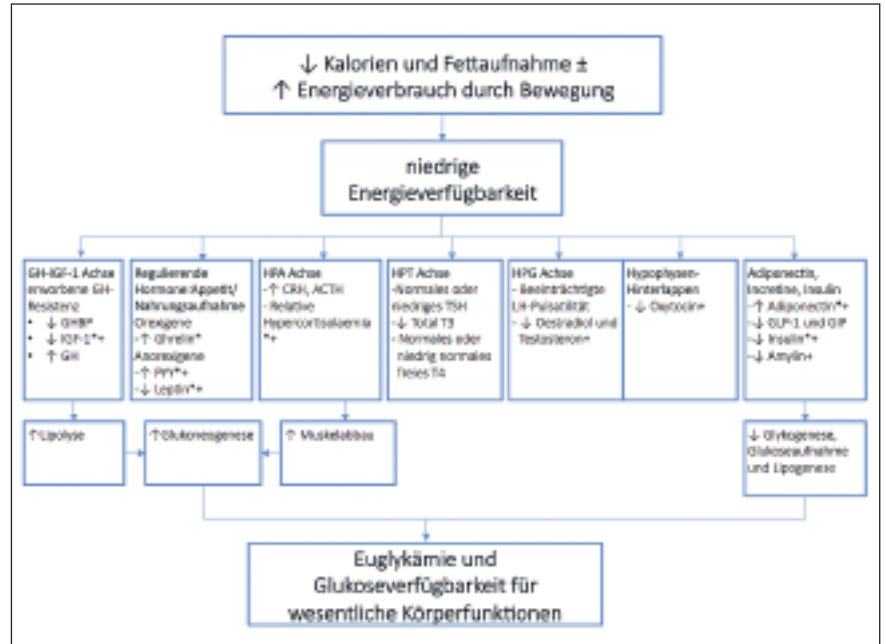 ↓ Kalorien und Fettaufnahme ±
↑ Energieverbrauch durch Bewegung
niedrige
Energieverfügbarkeit
GH-IGF-1 Achse
erworbene GH-
Resistenz
• ↓ GHBP
• ↓ IGF-1*+
• ↑ GH
Regulierende
Hormone:Appetit/
Nahrungsaufnahme
Orexigene
-↑ Ghrelin*
Anorexigene
-↑ PYY*+
-↓ Leptin*+
HPA Achse
-↑ CRH, ACTH
- Relative
Hypercortisolaemia
*+
HPT Achse
-Normales oder
niedriges TSH
-↓ Total T3
- Normales oder
niedrig normales
freies T4
HPG Achse
- Beeinträchtigte
LH-Pulsatilität
- ↓ Oestradiol und
Testosteron+
Hypophysen-
Hinterlappen
- ↓ Oxytocin+
Adiponectin,
Incretine, Insulin
-↑ Adiponectin*+
-↓ GLP-1 und GIP
-↓ Insulin*+
-↓ Amylin+
↑Lipolyse
↑Glukoneogenese
↑ Muskelabbau
↓ Glykogenese,
Glukoseaufnahme
und Lipogenese
Euglykämie und
Glukoseverfügbarkeit für
wesentliche Körperfunktionen